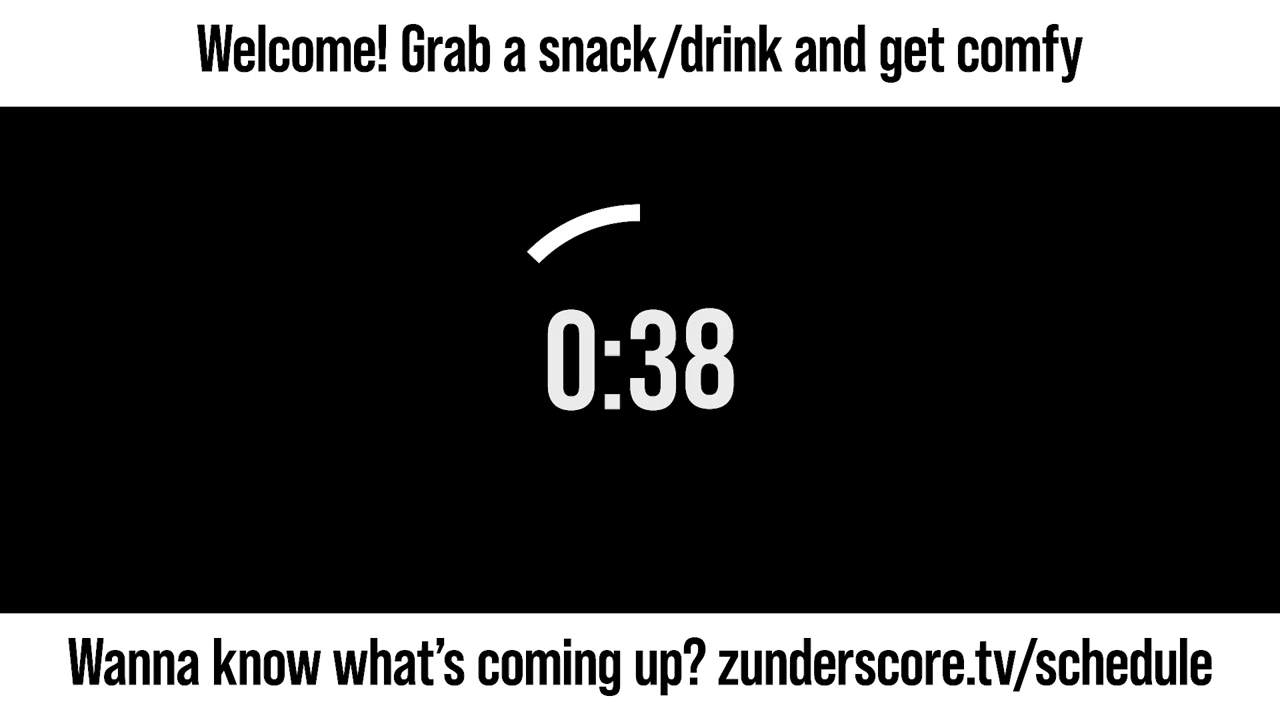 Welcome! Grab a snack/drink and get comfy
0:38
Wanna know what's coming up? zunderscore.tv/schedule